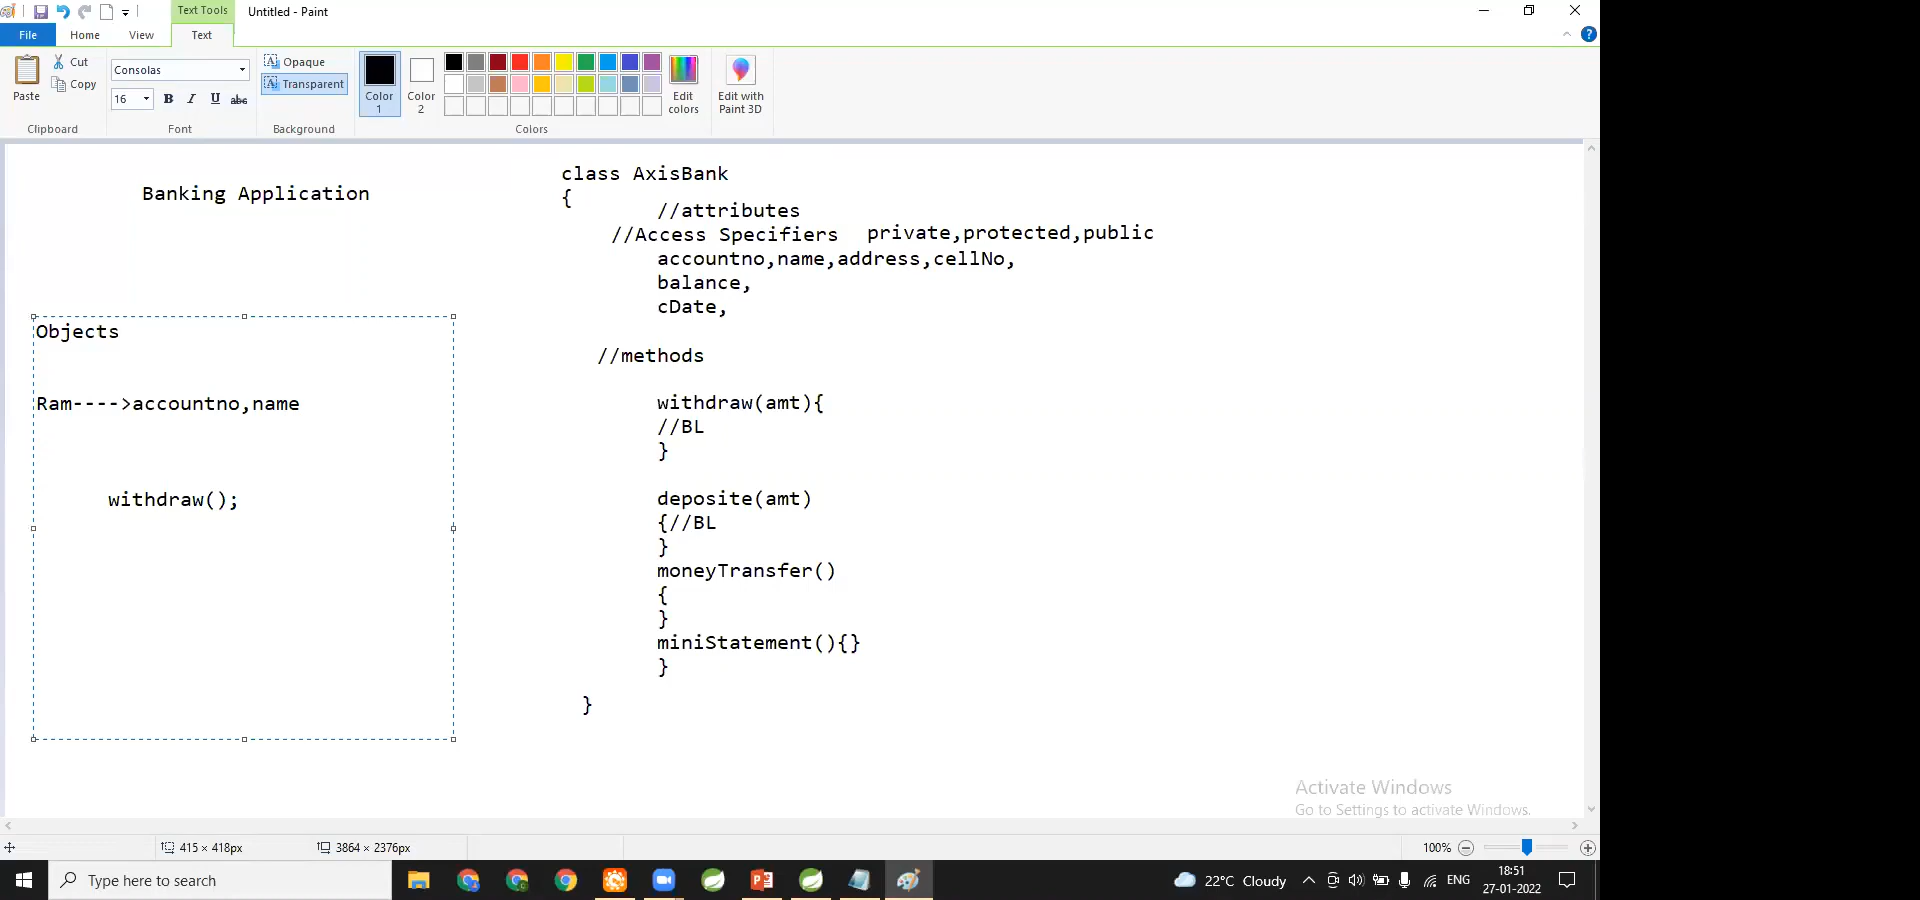 Text Tools
Untitled - Paint
File
Home
View
Text
Paste
Cut
Copy
Clipboard
Consolas
16
B I U abc
Font
Opaque
Transparent
Background
Color 1
Color 2
Edit colors
Colors
Edit with Paint 3D
Banking Application
Objects
Ram---->accountno,name
withdraw();
class AxisBank
{
//attributes
//Access Specifiers private,protected,public
accountno,name,address,cellNo,
balance,
cDate,
//methods
withdraw(amt){
//BL
}
deposite(amt)
{//BL
}
moneyTransfer()
{
}
miniStatement(){}
}
}
Activate Windows
Go to Settings to activate Windows.
415 × 418px
3864 × 2376px
100%
Type here to search
22°C Cloudy
ENG
18:51
27-01-2022